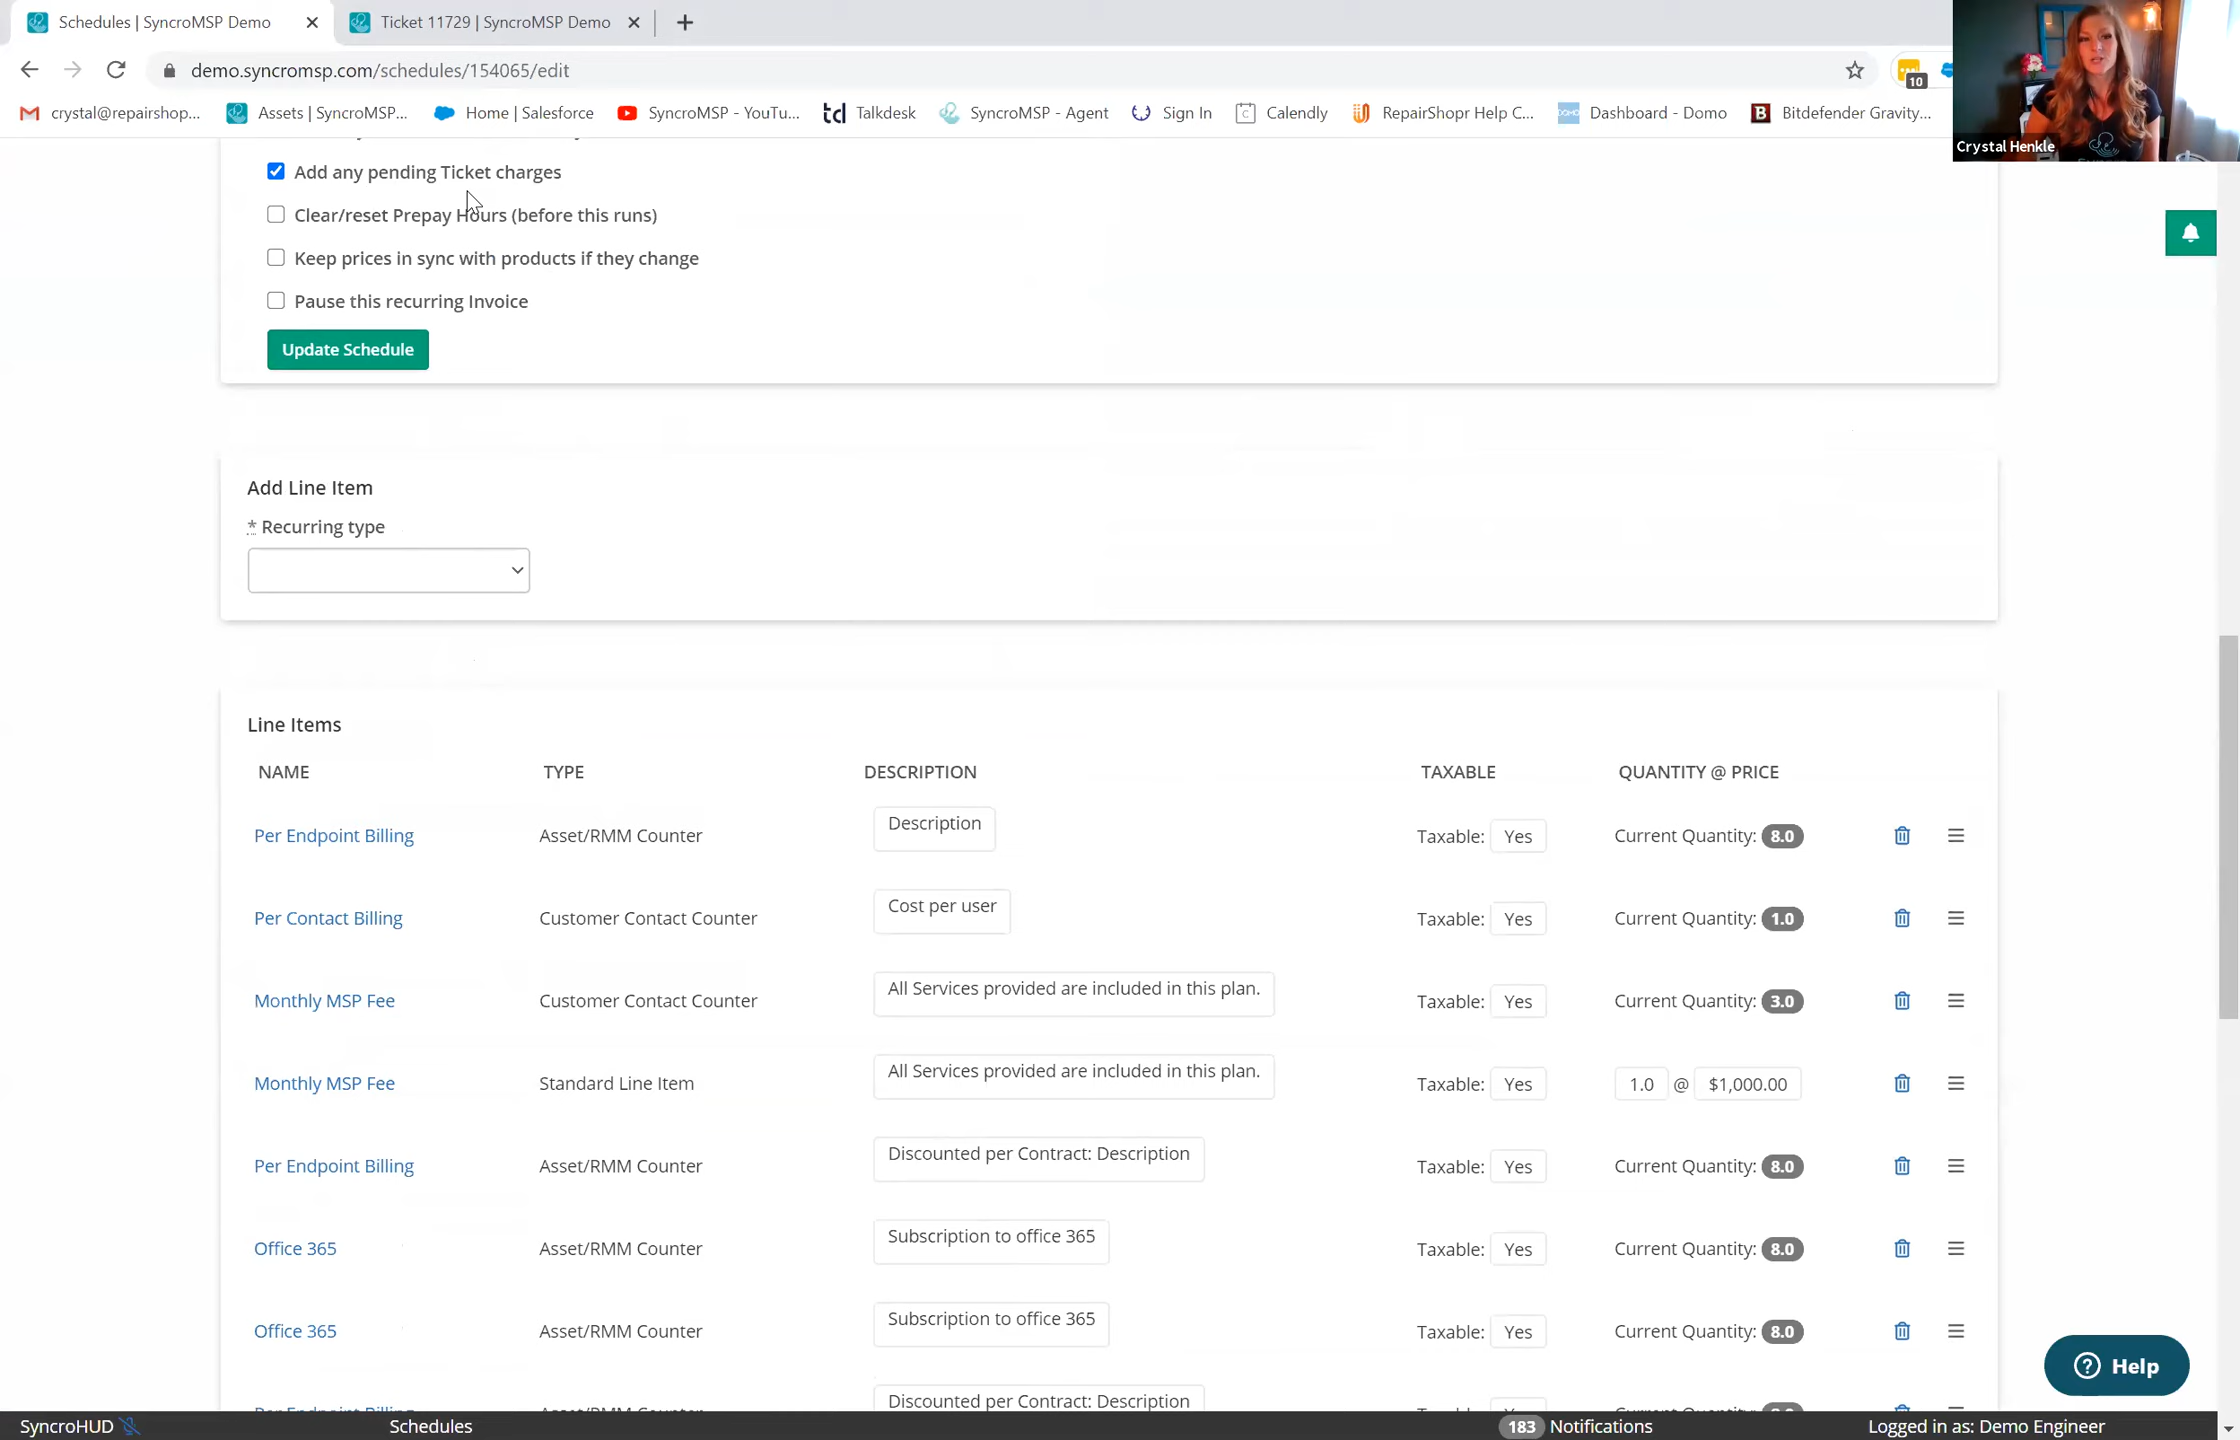 Schedules | SyncroMSP Demo
Ticket 11729 | SyncroMSP Demo
demo.syncromsp.com/schedules/154065/edit
10
crystal@repairshop... Assets | SyncroMSP... Home | Salesforce SyncroMSP - YouTu... td Talkdesk SyncroMSP - Agent Sign In Calendly RepairShopr Help C... Dashboard - Domo Bitdefender Gravity...
Crystal Henkle
Add any pending Ticket charges
Clear/reset Prepay Hours (before this runs)
Keep prices in sync with products if they change
Pause this recurring Invoice
Update Schedule
Add Line Item
* Recurring type
Line Items
NAME TYPE DESCRIPTION TAXABLE QUANTITY @ PRICE
Per Endpoint Billing Asset/RMM Counter Description Taxable: Yes Current Quantity: 8.0
Per Contact Billing Customer Contact Counter Cost per user Taxable: Yes Current Quantity: 1.0
Monthly MSP Fee Customer Contact Counter All Services provided are included in this plan. Taxable: Yes Current Quantity: 3.0
Monthly MSP Fee Standard Line Item All Services provided are included in this plan. Taxable: Yes 1.0 @ $1,000.00
Per Endpoint Billing Asset/RMM Counter Discounted per Contract: Description Taxable: Yes Current Quantity: 8.0
Office 365 Asset/RMM Counter Subscription to office 365 Taxable: Yes Current Quantity: 8.0
Office 365 Asset/RMM Counter Subscription to office 365 Taxable: Yes Current Quantity: 8.0
Discounted per Contract: Description
Help
SyncroHUD Schedules 183 Notifications Logged in as: Demo Engineer